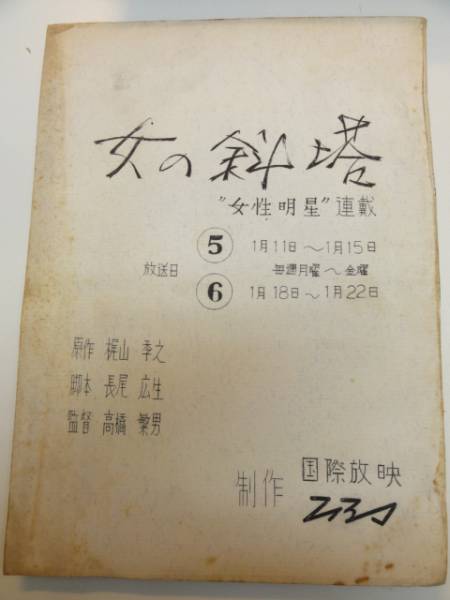 女の斜塔
"女性明星"連載
放送日
⑤ 1月11日～1月15日
毎週月曜～金曜
⑥ 1月18日～1月22日
原作 梶山 季之
脚本 長尾 広生
監督 高橋 繁男
制作 国際放映
TBS